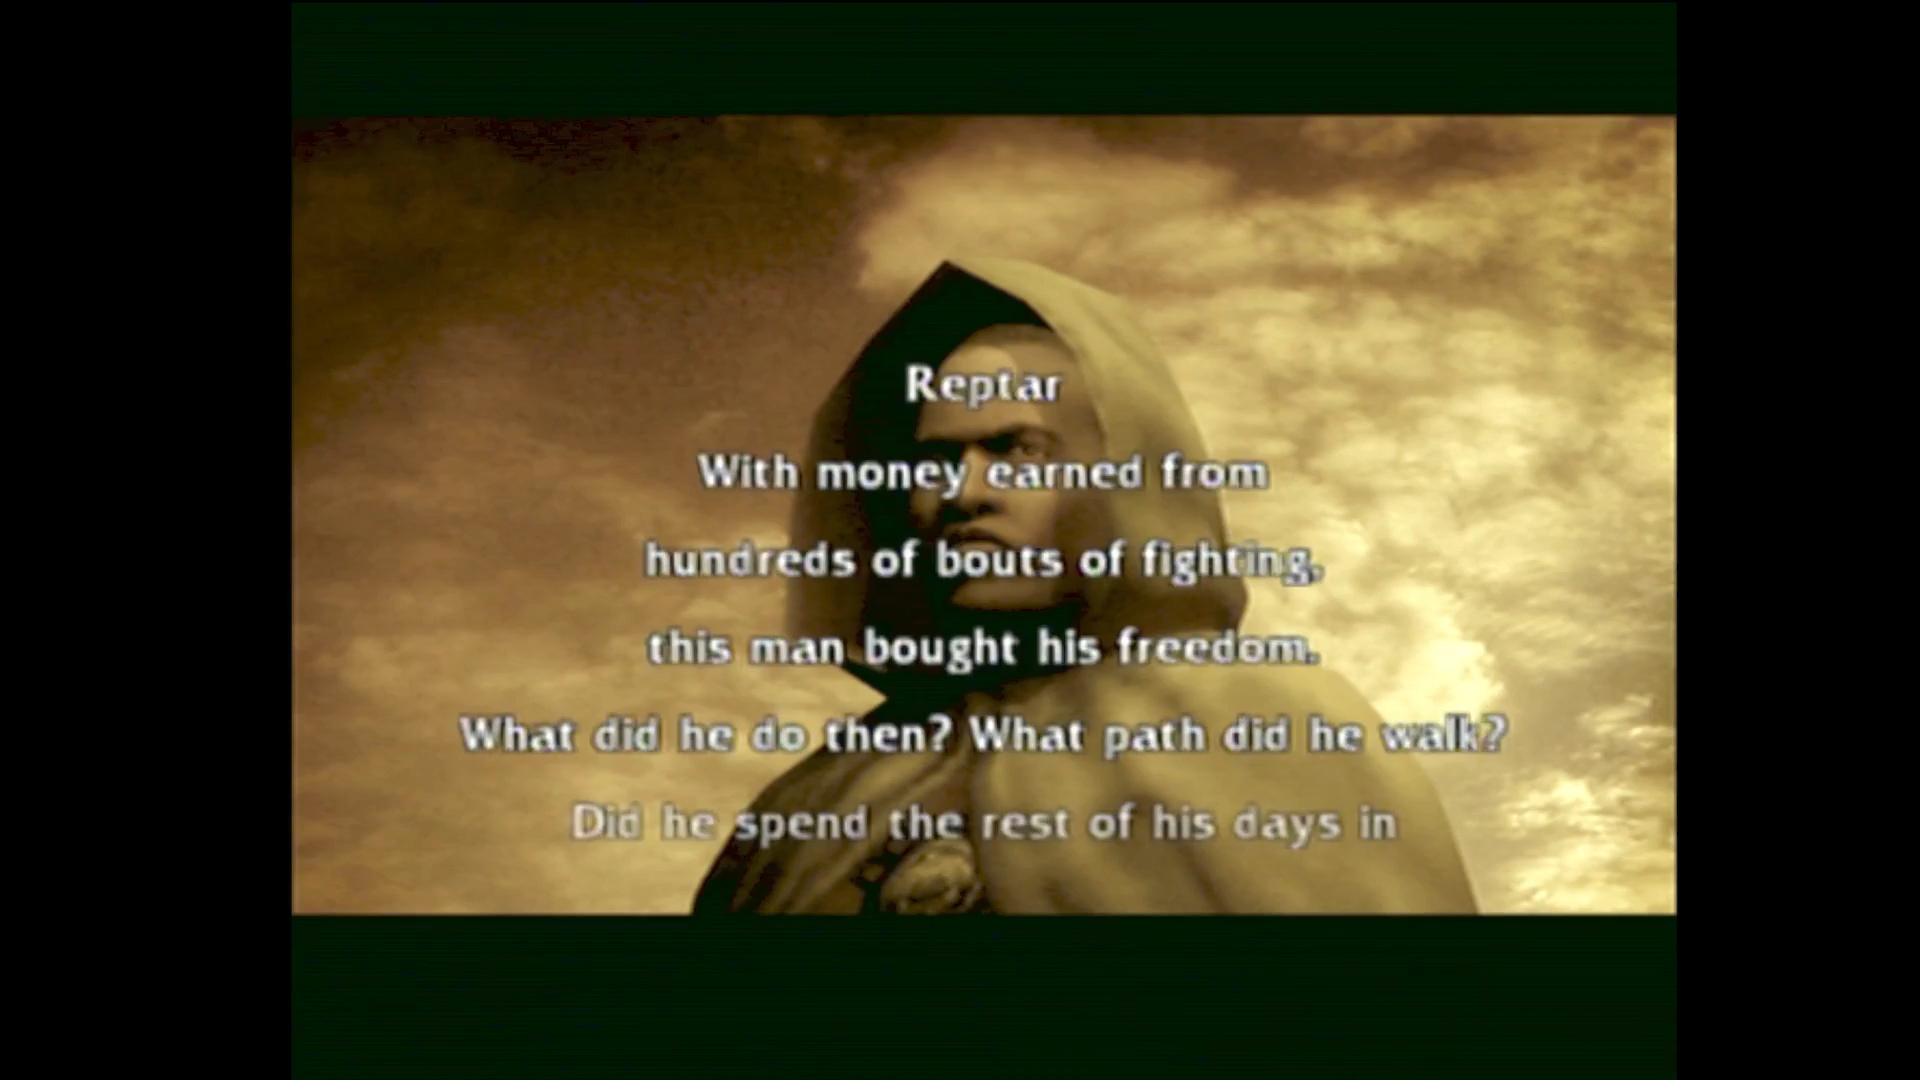 Reptar
With money earned from
hundreds of bouts of fighting,
this man bought his freedom.
What did he do then? What path did he walk?
Did he spend the rest of his days in